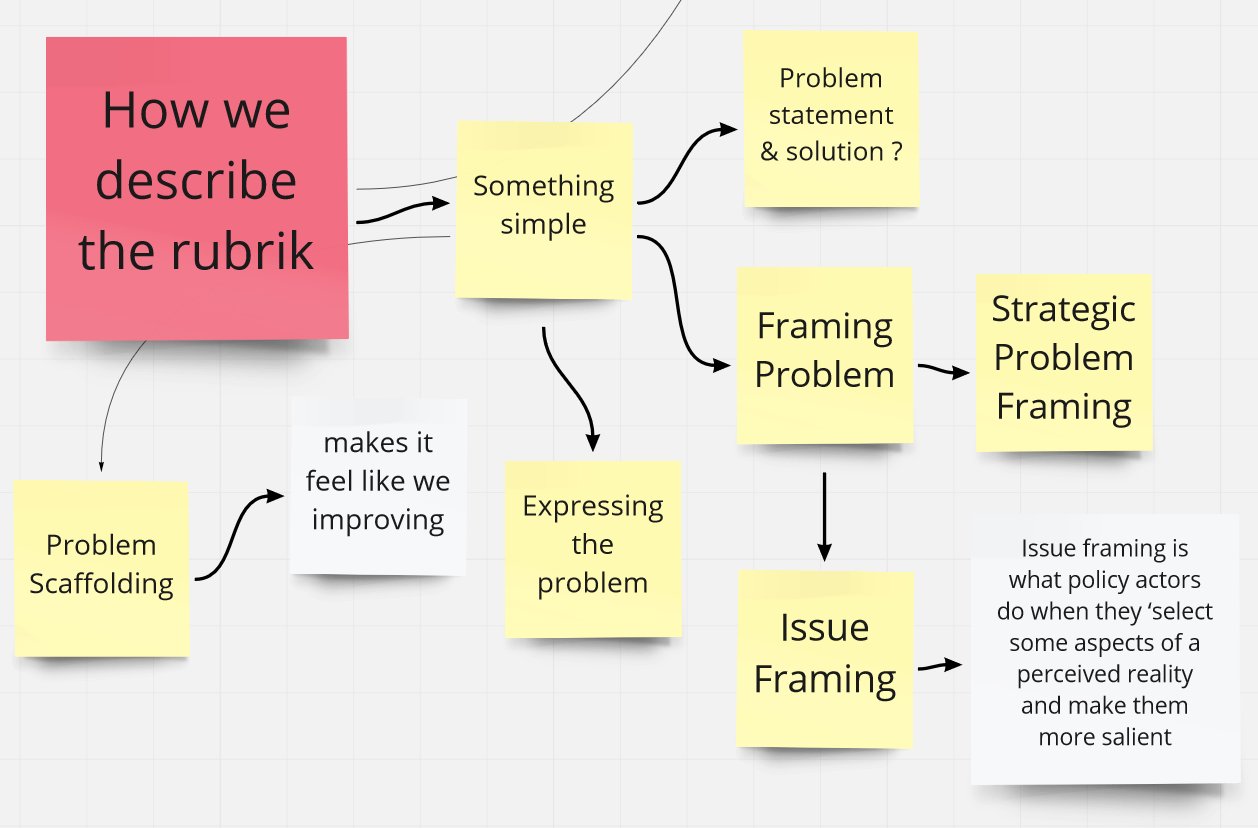 How we
describe
the rubrik
Something
simple
Problem
statement
& solution ?
Framing
Problem
Strategic
Problem
Framing
makes it
feel like we
improving
Problem
Scaffolding
Expressing
the
problem
Issue
Framing
Issue framing is
what policy actors
do when they ‘select
some aspects of a
perceived reality
and make them
more salient